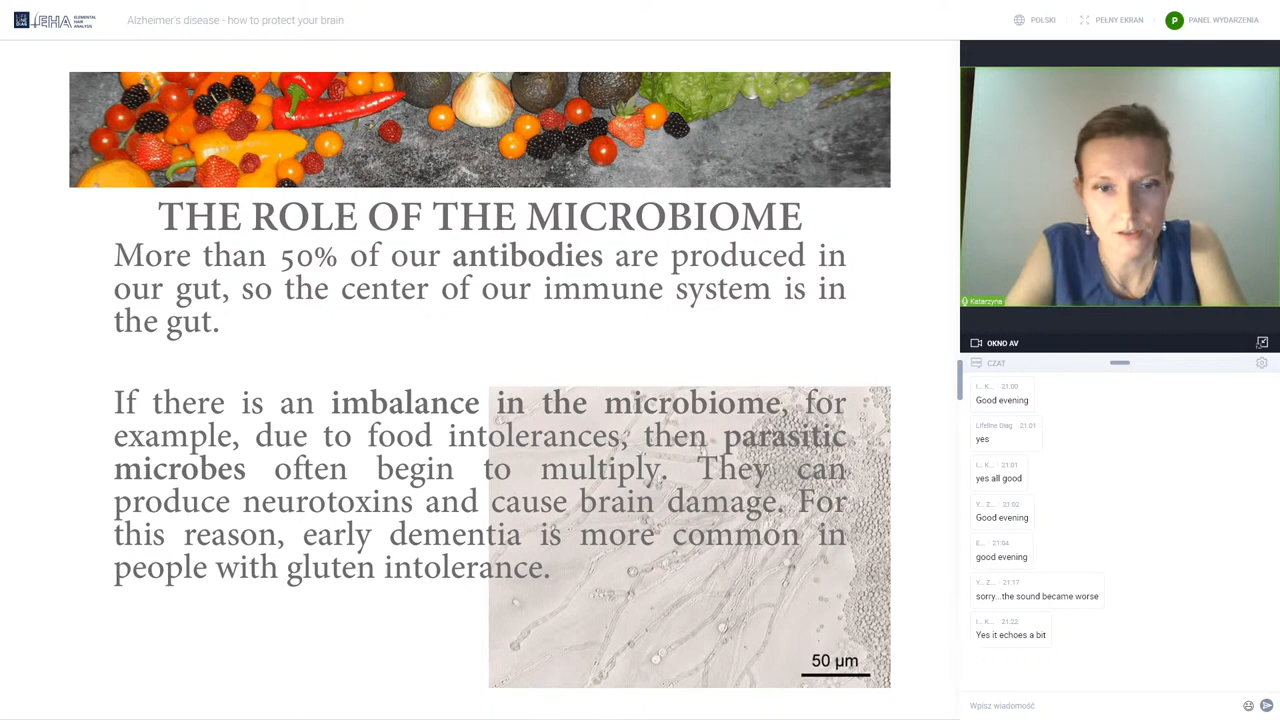 LIFE LINE DIAG
EHA ELEMENTAL HAIR ANALYSIS
Alzheimer's disease - how to protect your brain
POLSKI
PEŁNY EKRAN
P
PANEL WYDARZENIA
THE ROLE OF THE MICROBIOME
More than 50% of our antibodies are produced in
our gut, so the center of our immune system is in
the gut.
If there is an imbalance in the microbiome, for
example, due to food intolerances, then parasitic
microbes often begin to multiply. They can
produce neurotoxins and cause brain damage. For
this reason, early dementia is more common in
people with gluten intolerance.
50 µm
Katarzyna
OKNO AV
CZAT
I... K... · 21:00
Good evening
Lifeline Diag · 21:01
yes
I... K... · 21:01
yes all good
Y... Z... · 21:02
Good evening
E... · 21:04
good evening
Y... Z... · 21:17
sorry...the sound became worse
I... K... · 21:22
Yes it echoes a bit
Wpisz wiadomość